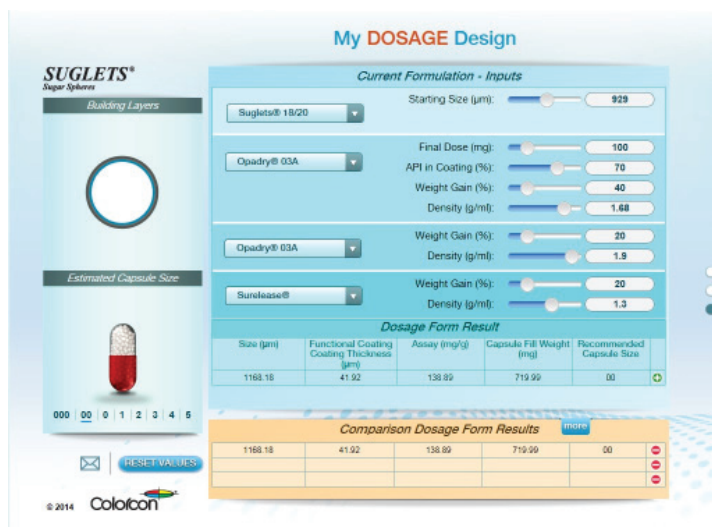 My DOSAGE Design
SUGLETS®
Sugar Spheres
Building Layers
Estimated Capsule Size
000 00 0 1 2 3 4 5
RESET VALUES
© 2014 Colorcon
Current Formulation - Inputs
Suglets® 18/20
Starting Size (µm): 929
Opadry® 03A
Final Dose (mg): 100
API in Coating (%): 70
Weight Gain (%): 40
Density (g/ml): 1.68
Opadry® 03A
Weight Gain (%): 20
Density (g/ml): 1.9
Surelease®
Weight Gain (%): 20
Density (g/ml): 1.3
Dosage Form Result
Size (µm) Functional Coating Coating Thickness (µm) Assay (mg/g) Capsule Fill Weight (mg) Recommended Capsule Size
1168.18 41.92 138.89 719.99 00
Comparison Dosage Form Results more
1168.18 41.92 138.89 719.99 00